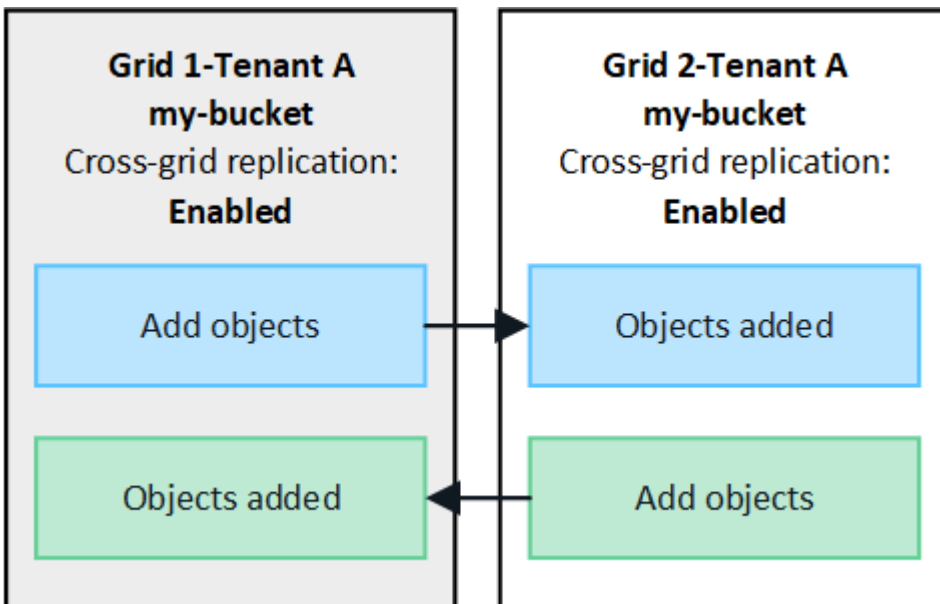 Grid 1-Tenant A
my-bucket
Cross-grid replication:
Enabled
Add objects
Objects added
Grid 2-Tenant A
my-bucket
Cross-grid replication:
Enabled
Objects added
Add objects